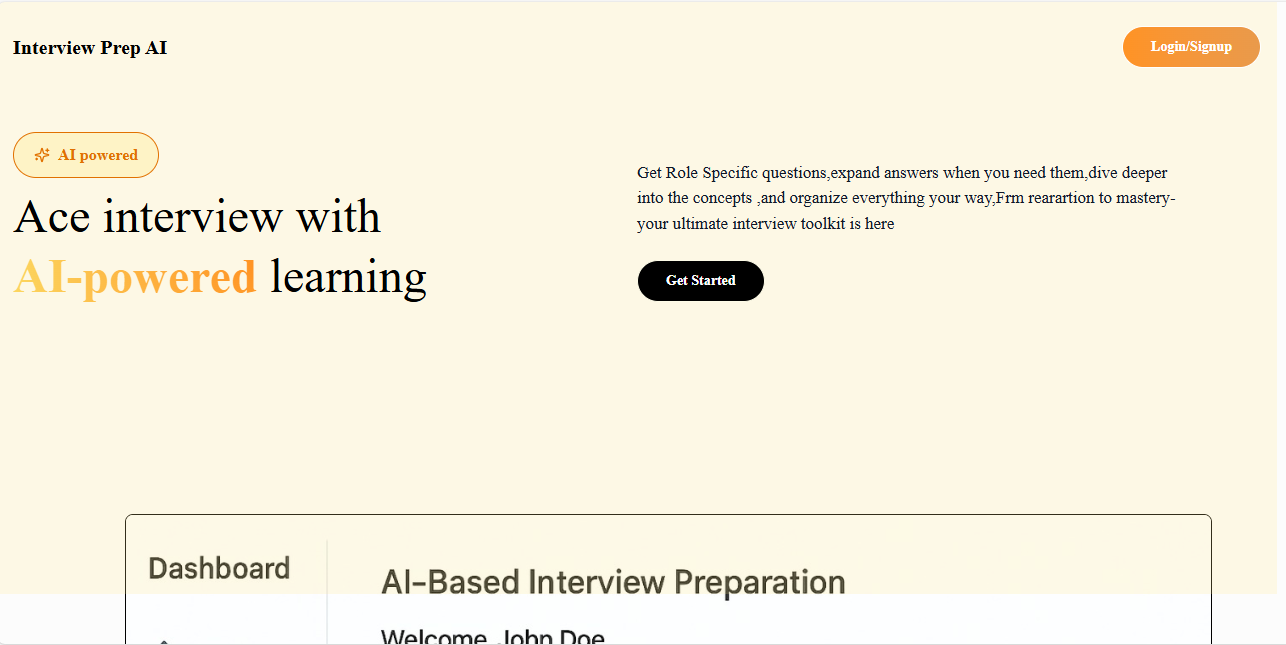 Interview Prep AI
Login/Signup
AI powered
Ace interview with
AI-powered learning
Get Role Specific questions,expand answers when you need them,dive deeper
into the concepts ,and organize everything your way,Frm rearartion to mastery-
your ultimate interview toolkit is here
Get Started
Dashboard
AI-Based Interview Preparation
Welcome, John Doe